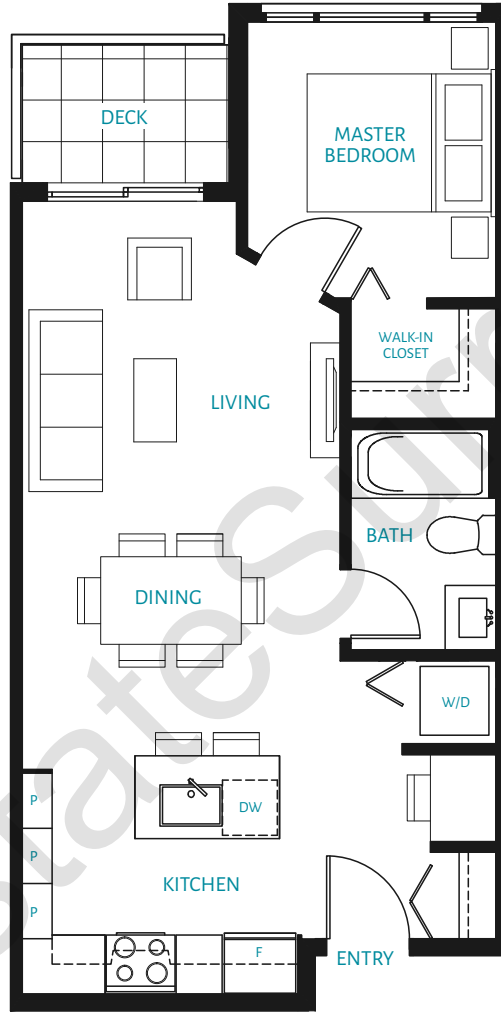 DECK
MASTER
BEDROOM
WALK-IN
CLOSET
LIVING
BATH
DINING
W/D
P
DW
P
KITCHEN
P
F
ENTRY